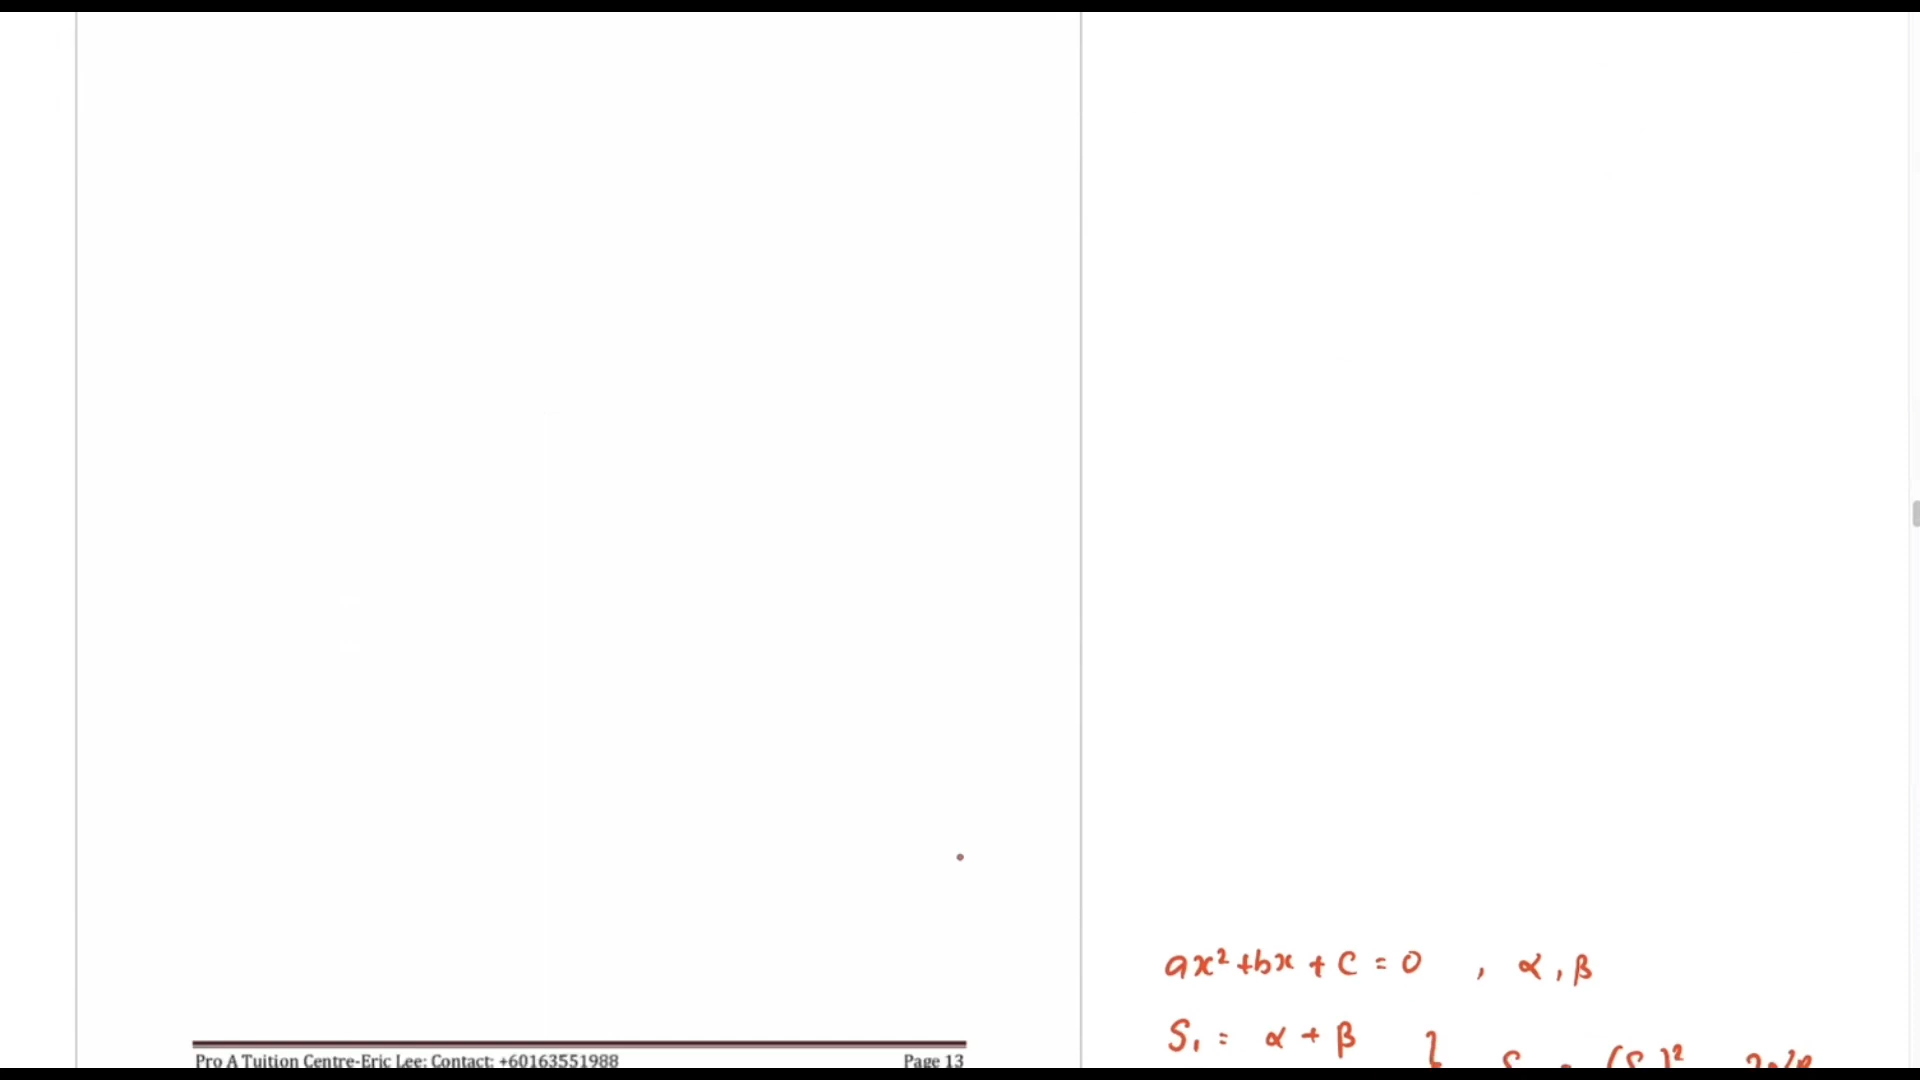 ax² + bx + c = 0 , α, β
S₁ = α + β
Pro A Tuition Centre-Eric Lee: Contact: +60163551988 Page 13